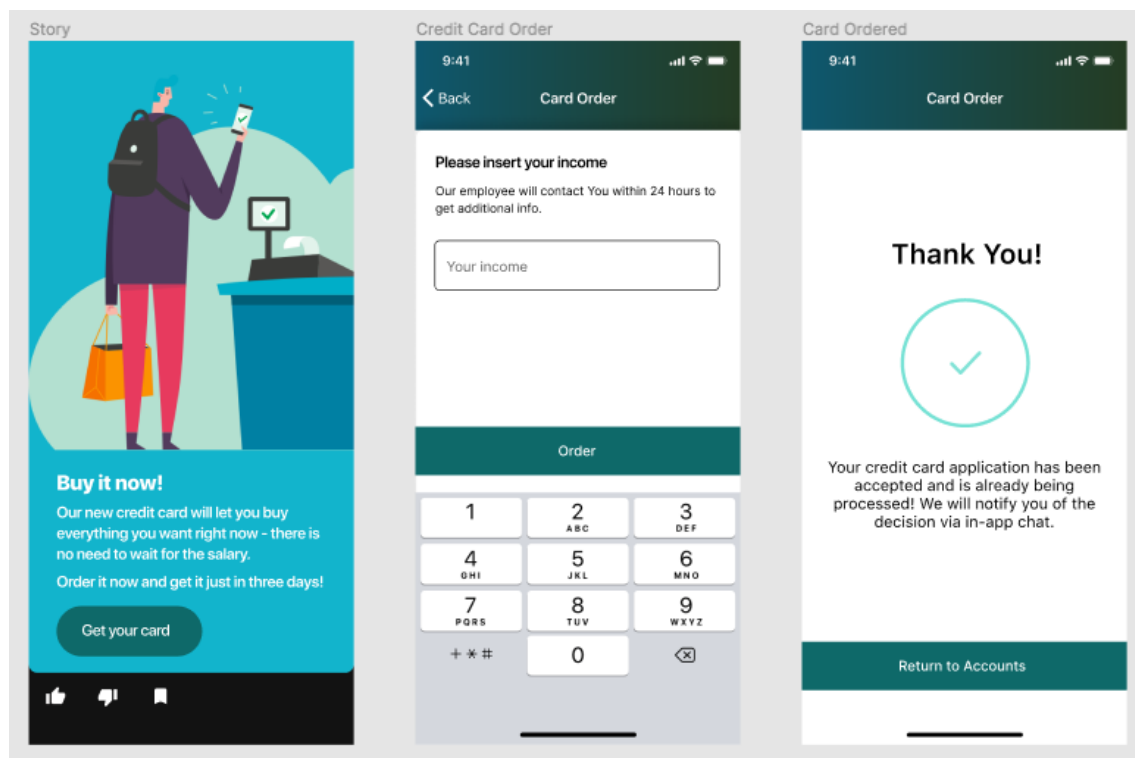 Story
Buy it now!
Our new credit card will let you buy
everything you want right now - there is
no need to wait for the salary.
Order it now and get it just in three days!
Get your card
Credit Card Order
9:41
Back
Card Order
Please insert your income
Our employee will contact You within 24 hours to
get additional info.
Your income
Order
1
2
ABC
3
DEF
4
GHI
5
JKL
6
MNO
7
PQRS
8
TUV
9
WXYZ
+ * #
0
Card Ordered
9:41
Card Order
Thank You!
Your credit card application has been
accepted and is already being
processed! We will notify you of the
decision via in-app chat.
Return to Accounts